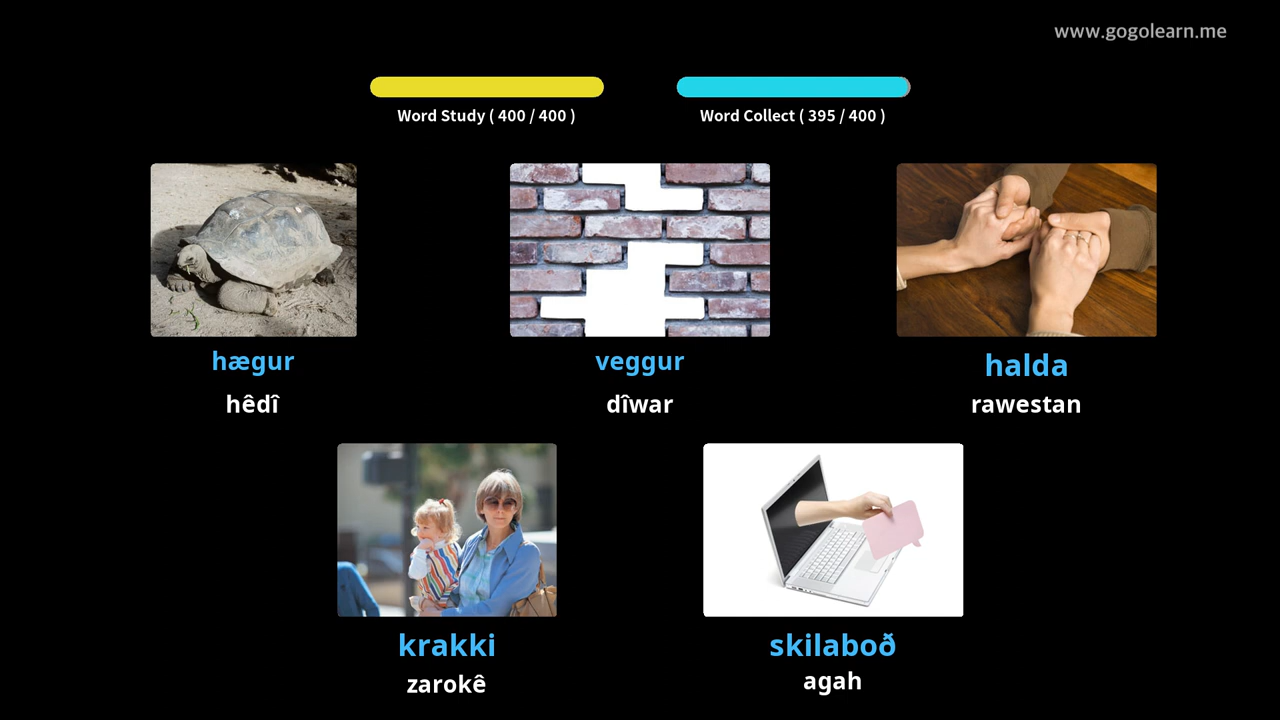 www.gogolearn.me
Word Study ( 400 / 400 )
Word Collect ( 395 / 400 )
hægur
veggur
halda
hêdî
dîwar
rawestan
krakki
skilaboð
zarokê
agah